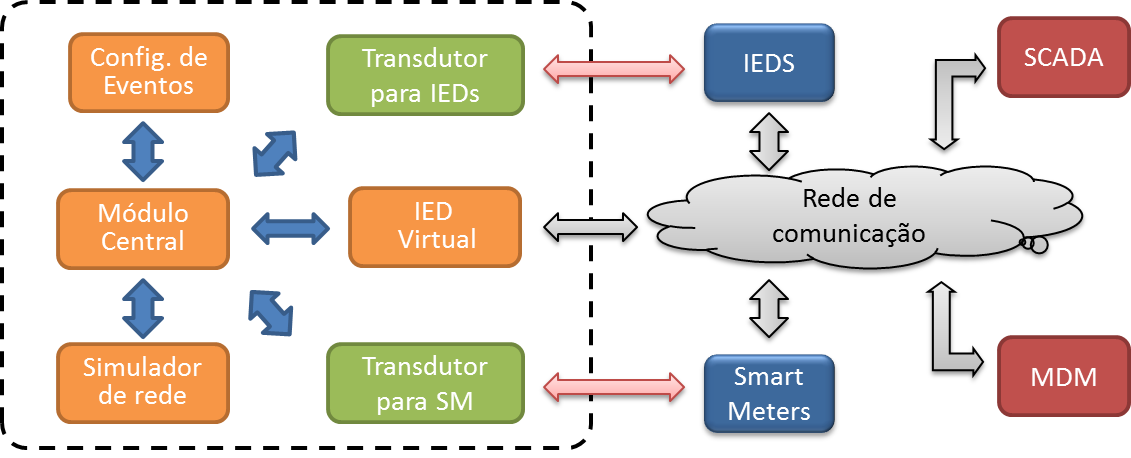 Config. de
Eventos
Transdutor
para IEDs
IEDS
SCADA
Módulo
Central
IED
Virtual
Rede de
comunicação
Simulador
de rede
Transdutor
para SM
Smart
Meters
MDM